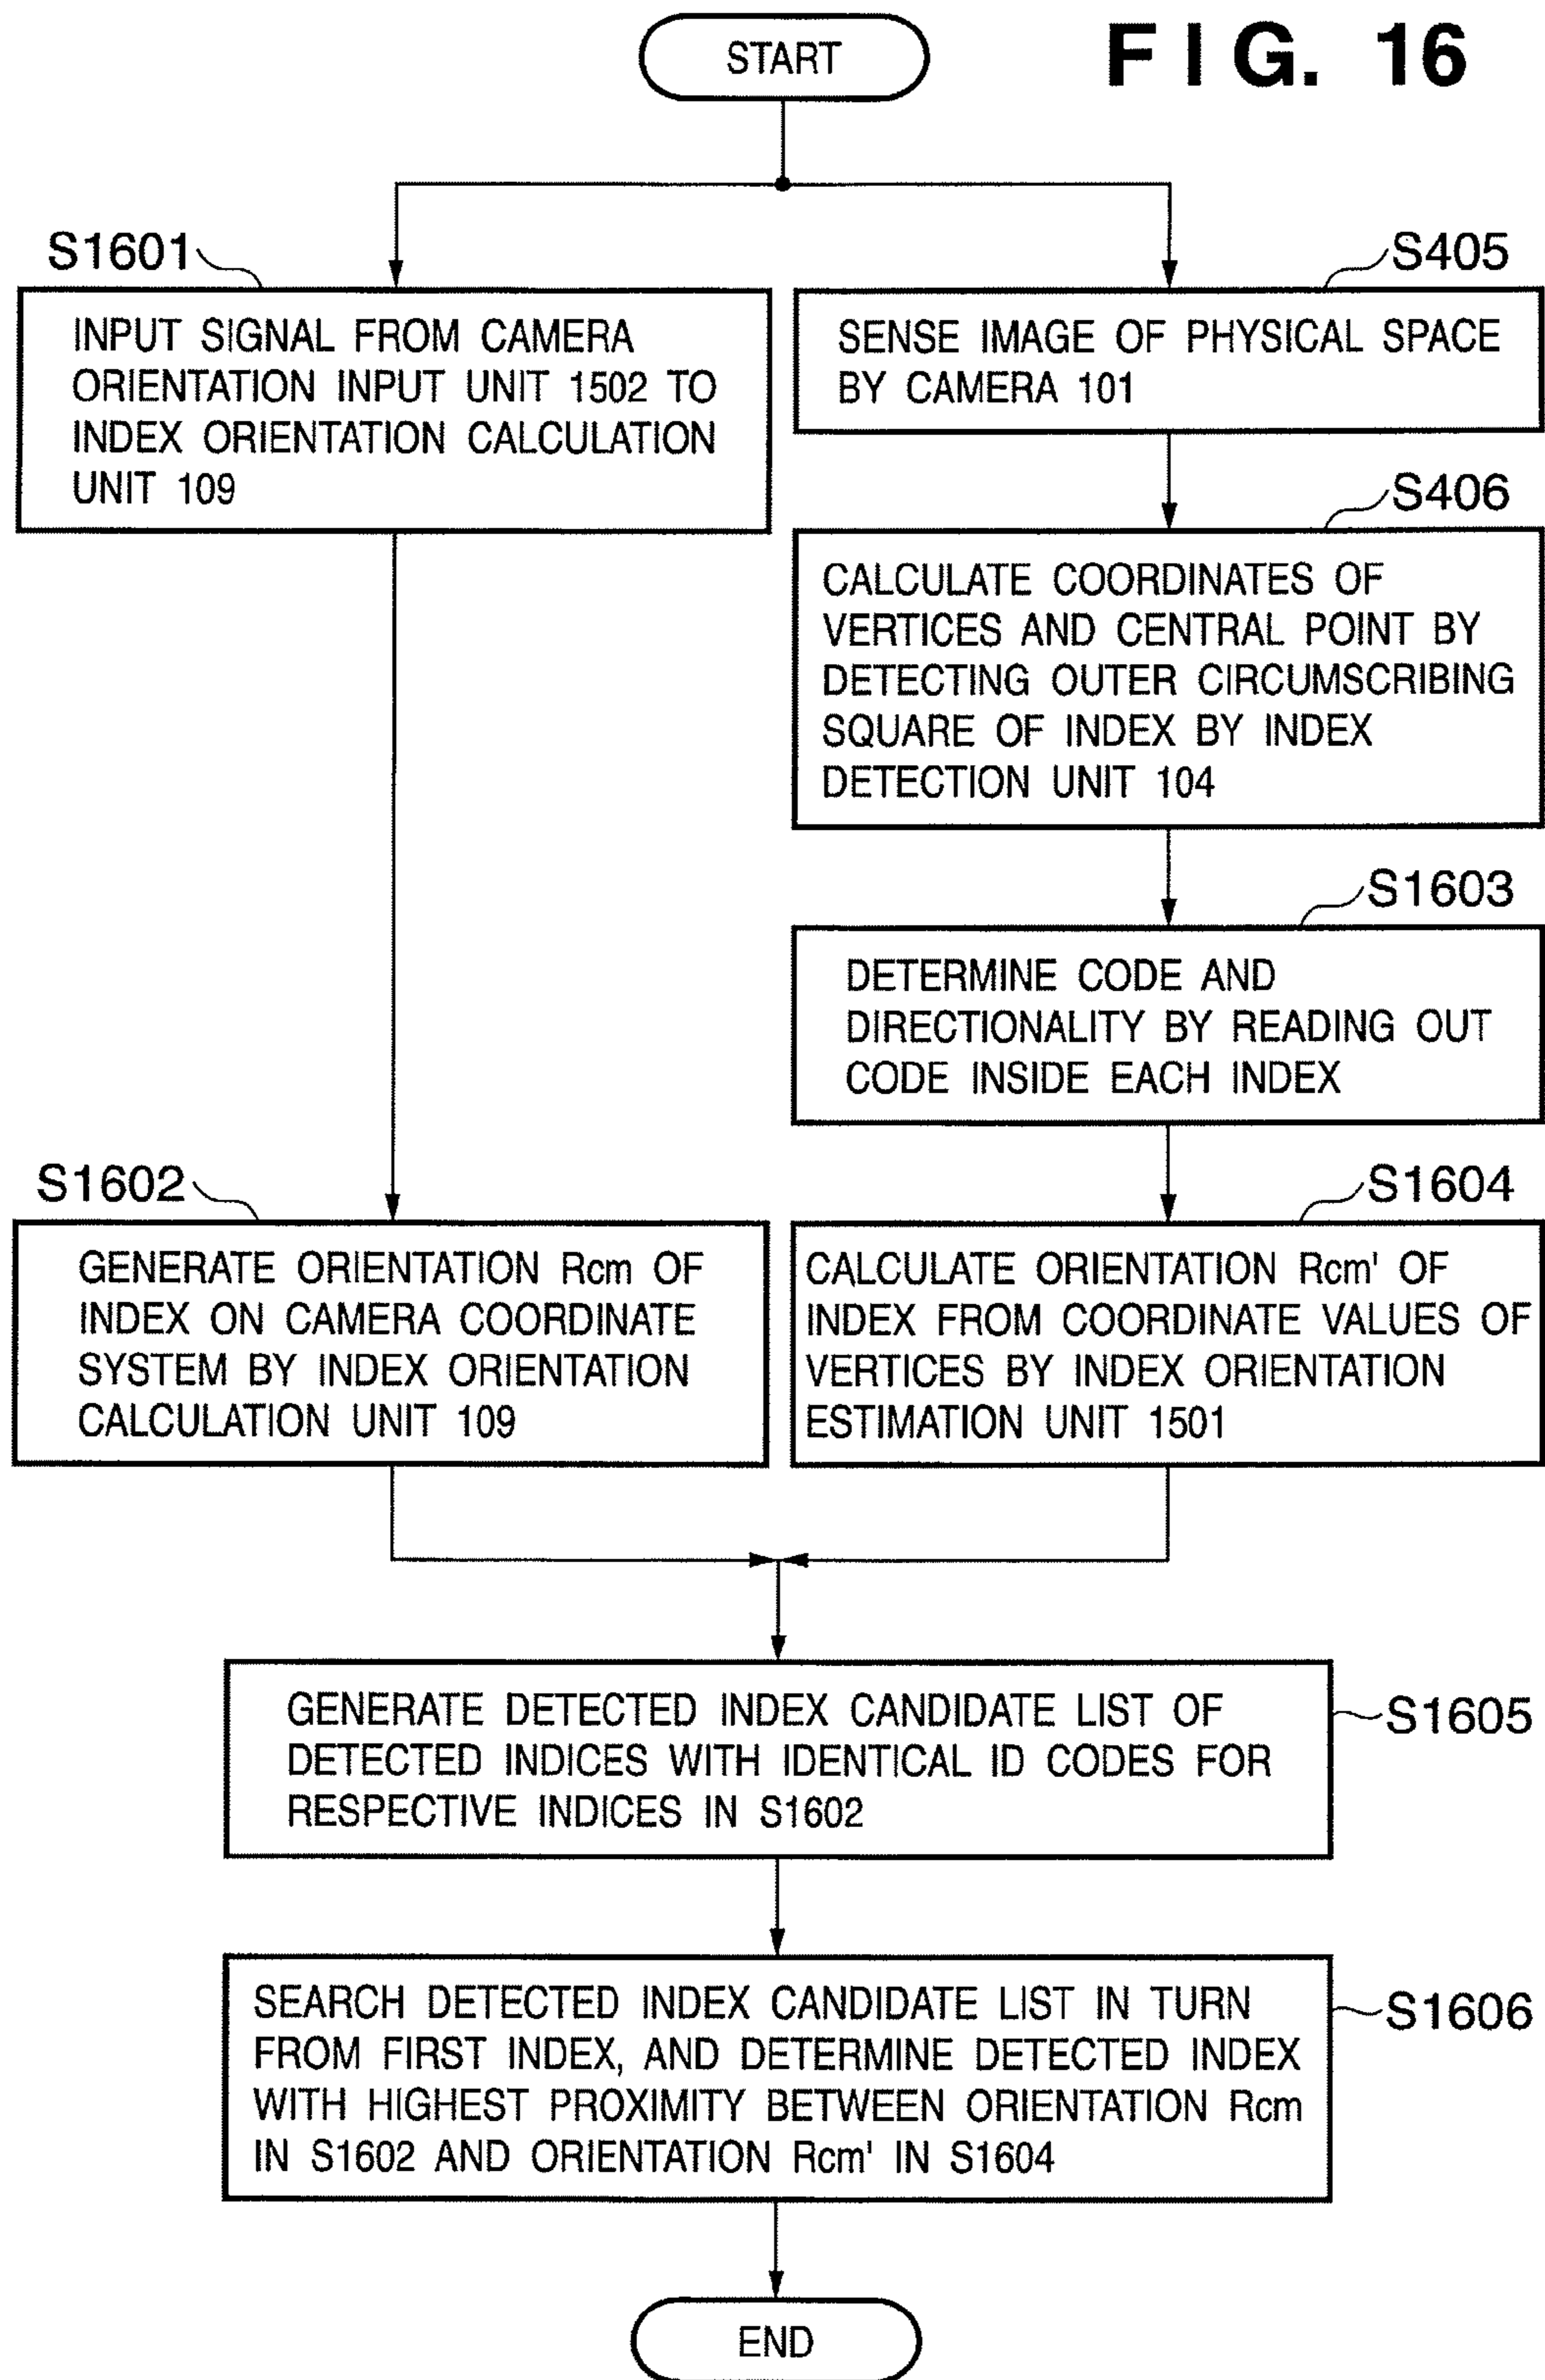 START
FIG. 16
S1601
INPUT SIGNAL FROM CAMERA
ORIENTATION INPUT UNIT 1502 TO
INDEX ORIENTATION CALCULATION
UNIT 109
S405
SENSE IMAGE OF PHYSICAL SPACE
BY CAMERA 101
S406
CALCULATE COORDINATES OF
VERTICES AND CENTRAL POINT BY
DETECTING OUTER CIRCUMSCRIBING
SQUARE OF INDEX BY INDEX
DETECTION UNIT 104
S1603
DETERMINE CODE AND
DIRECTIONALITY BY READING OUT
CODE INSIDE EACH INDEX
S1602
GENERATE ORIENTATION Rcm OF
INDEX ON CAMERA COORDINATE
SYSTEM BY INDEX ORIENTATION
CALCULATION UNIT 109
S1604
CALCULATE ORIENTATION Rcm' OF
INDEX FROM COORDINATE VALUES OF
VERTICES BY INDEX ORIENTATION
ESTIMATION UNIT 1501
GENERATE DETECTED INDEX CANDIDATE LIST OF
DETECTED INDICES WITH IDENTICAL ID CODES FOR
RESPECTIVE INDICES IN S1602
S1605
SEARCH DETECTED INDEX CANDIDATE LIST IN TURN
FROM FIRST INDEX, AND DETERMINE DETECTED INDEX
WITH HIGHEST PROXIMITY BETWEEN ORIENTATION Rcm
IN S1602 AND ORIENTATION Rcm' IN S1604
S1606
END